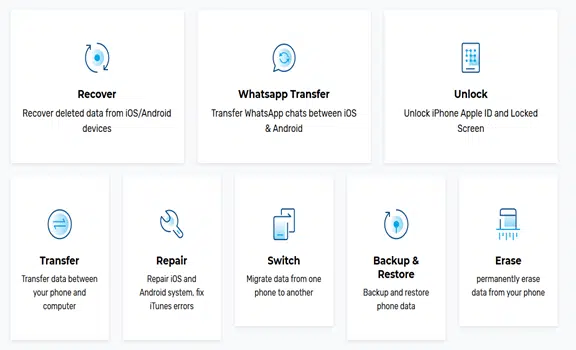 Recover
Recover deleted data from iOS/Android
devices
Whatsapp Transfer
Transfer WhatsApp chats between iOS
& Android
Unlock
Unlock iPhone Apple ID and Locked
Screen
Transfer
Transfer data between
your phone and
computer
Repair
Repair iOS and
Android system, fix
iTunes errors
Switch
Migrate data from one
phone to another
Backup &
Restore
Backup and restore
phone data
Erase
permanently erase
data from your phone